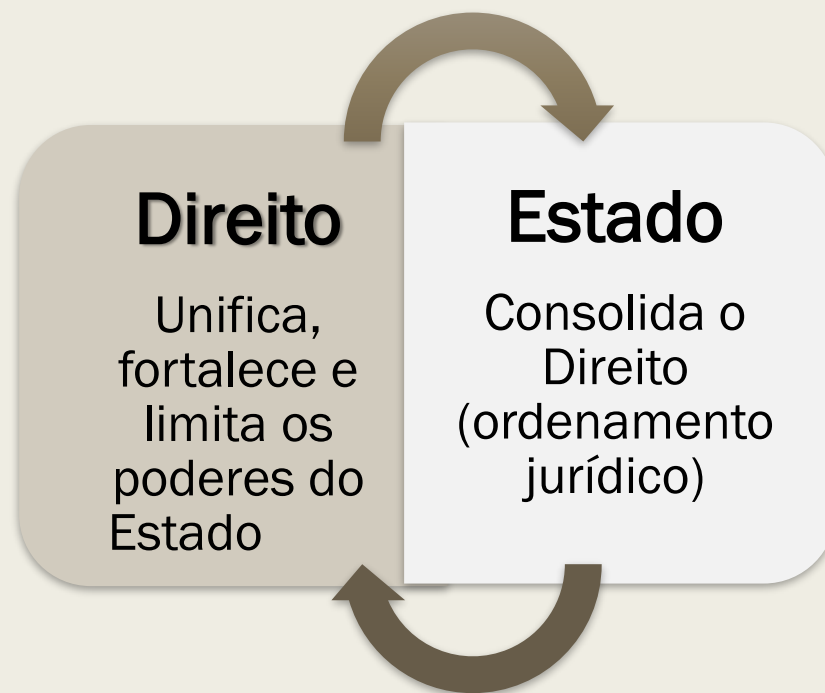 Direito
Unifica,
fortalece e
limita os
poderes do
Estado
Estado
Consolida o
Direito
(ordenamento
jurídico)